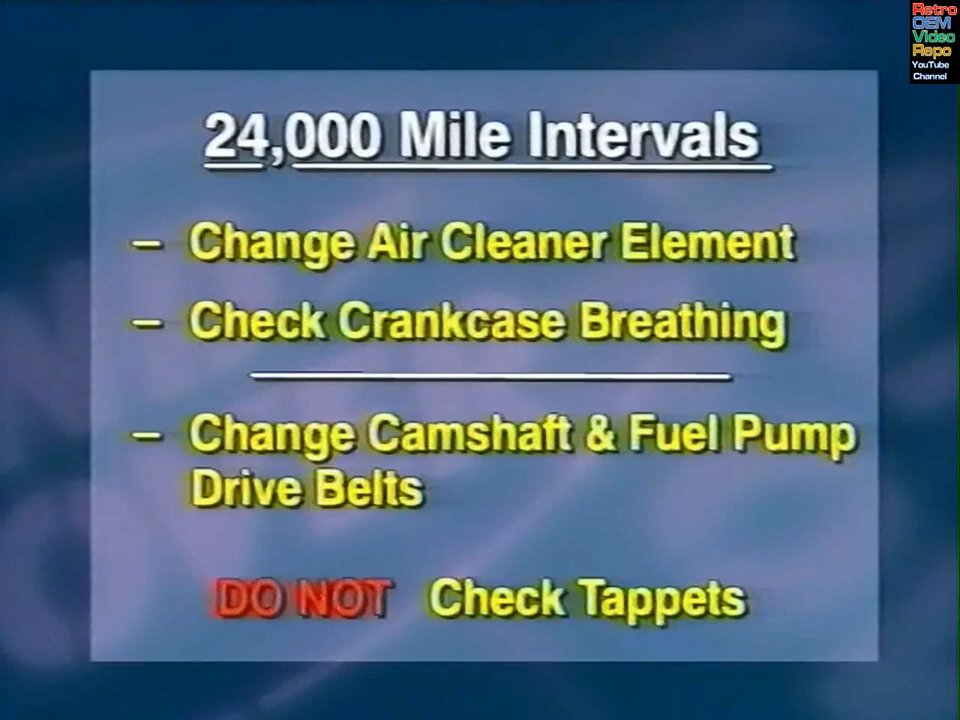 Retro
OEM
Video
Repo
YouTube
Channel
24,000 Mile Intervals
– Change Air Cleaner Element
– Check Crankcase Breathing
– Change Camshaft & Fuel Pump
Drive Belts
DO NOT Check Tappets